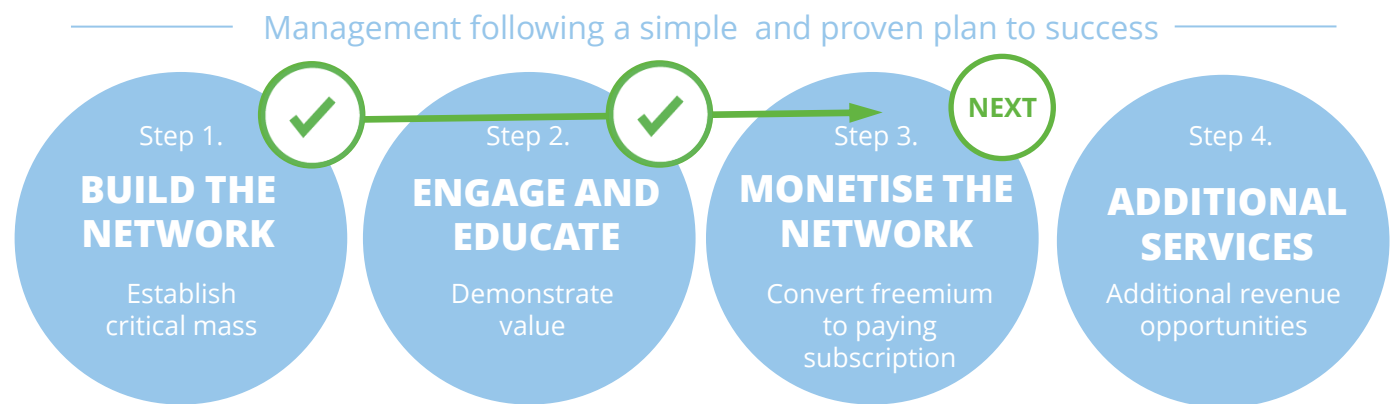 Management following a simple  and proven plan to success
Step 1.
BUILD THE
NETWORK
Establish
critical mass
Step 2.
ENGAGE AND
EDUCATE
Demonstrate
value
Step 3.
MONETISE THE
NETWORK
Convert freemium
to paying
subscription
NEXT
Step 4.
ADDITIONAL
SERVICES
Additional revenue
opportunities